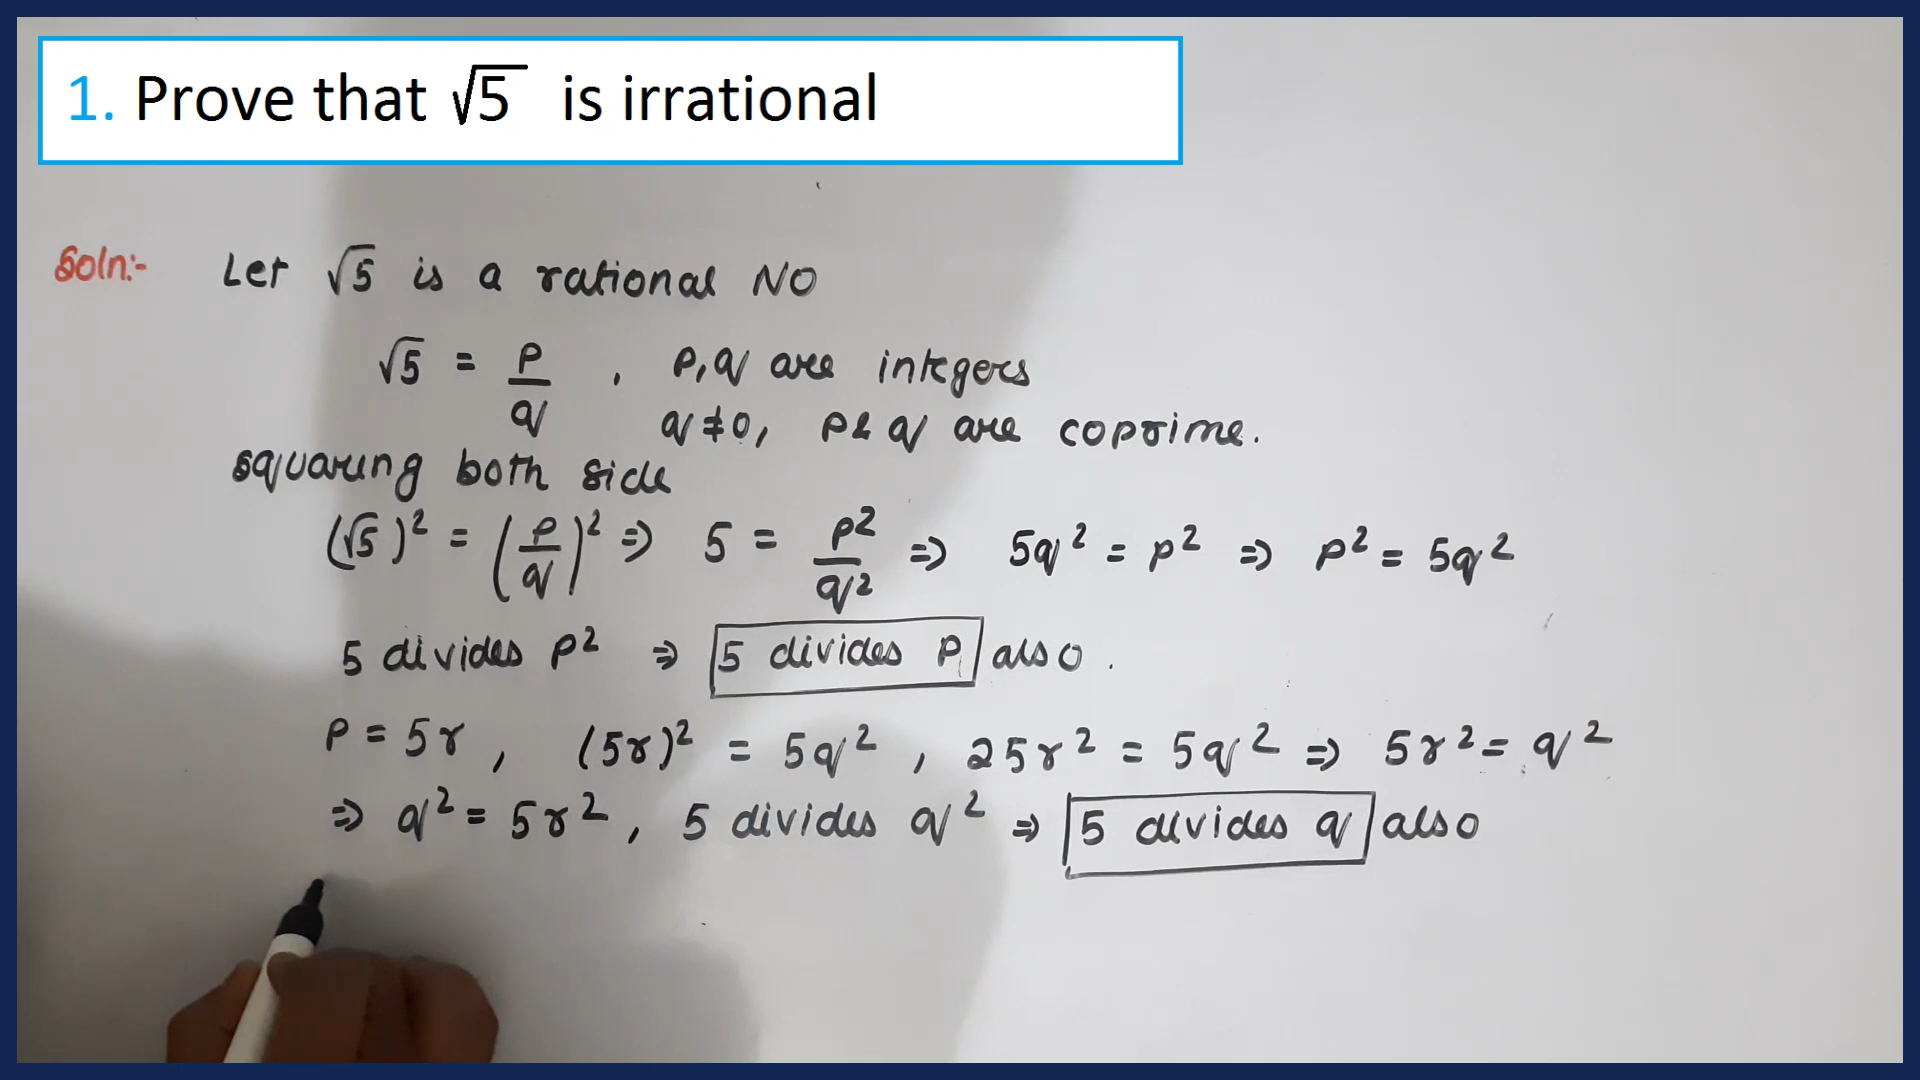 1. Prove that √5 is irrational
Soln:- Let √5 is a rational NO
√5 = p/q , p,q are integers
q ≠ 0, p & q are coprime.
squaring both side
(√5)² = (p/q)² ⇒ 5 = p²/q² ⇒ 5q² = p² ⇒ p² = 5q²
5 divides p² ⇒ 5 divides p also .
p = 5r , (5r)² = 5q² , 25r² = 5q² ⇒ 5r² = q²
⇒ q² = 5r² , 5 divides q² ⇒ 5 divides q also